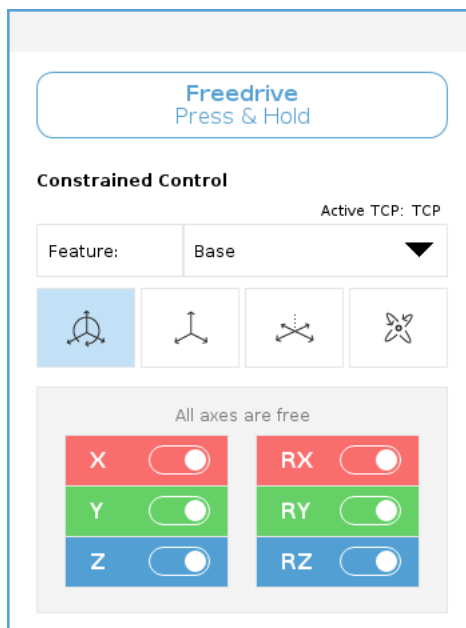 Freedrive
Press & Hold
Constrained Control
Active TCP: TCP
Feature: Base
All axes are free
X RX
Y RY
Z RZ